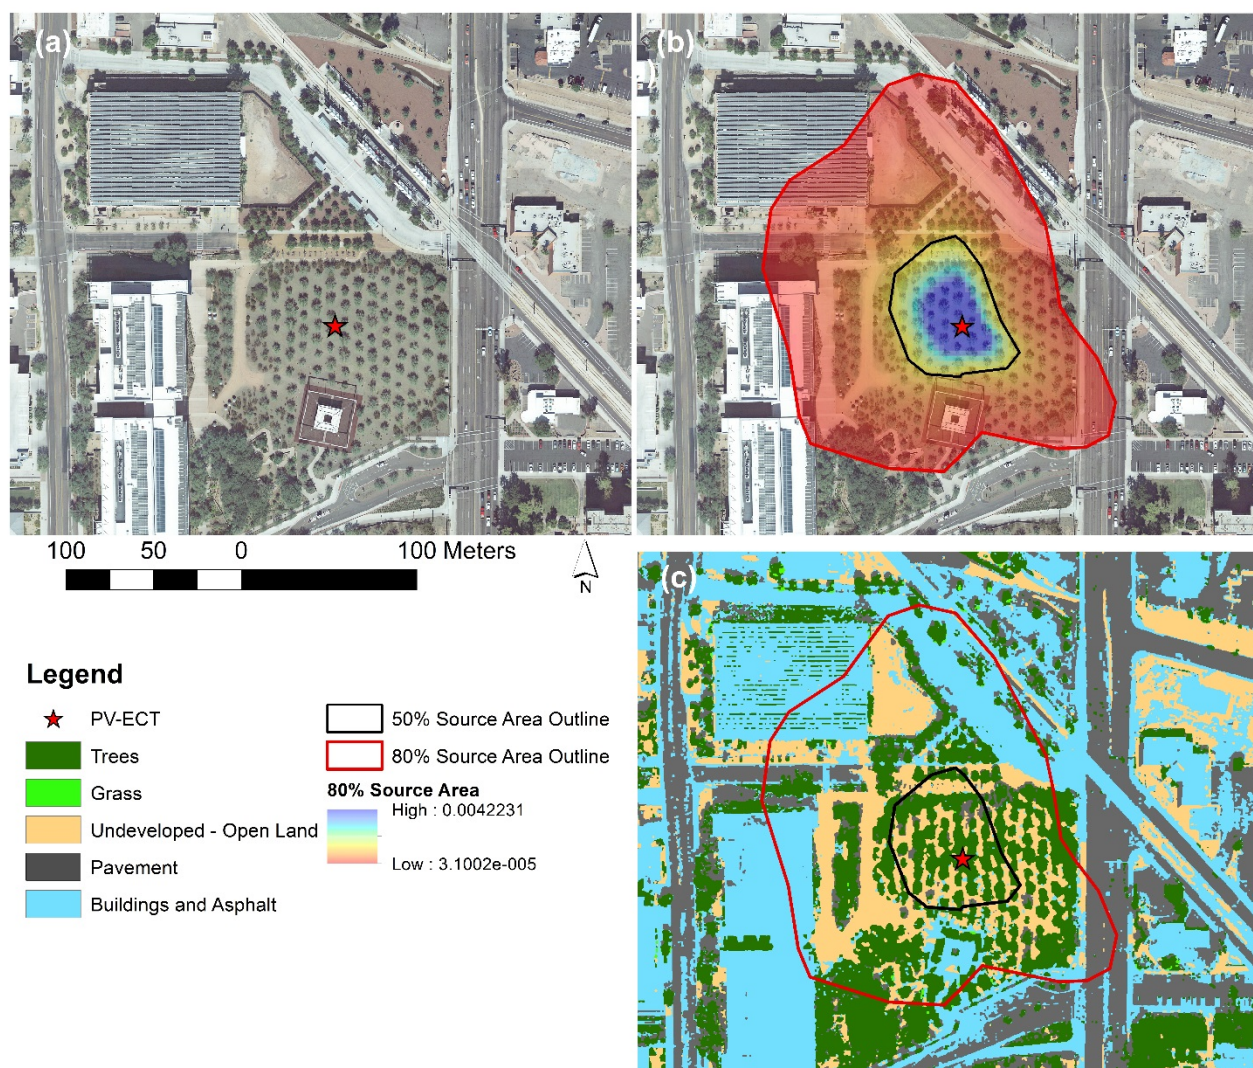 (a)
(b)
)
100 50 0 100 Meters
N
(c)
Legend
PV-ECT
Trees
Grass
Undeveloped - Open Land
Pavement
Buildings and Asphalt
50% Source Area Outline
80% Source Area Outline
80% Source Area
High : 0.0042231
Low : 3.1002e-005